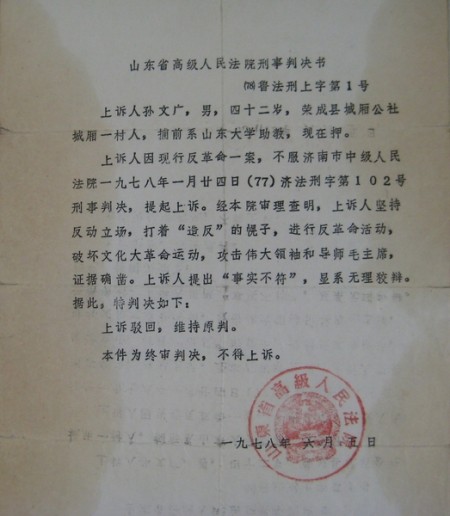 山东省高级人民法院刑事判决书
(78)鲁法刑上字第1号
上诉人孙文广，男，四十二岁，荣成县城厢公社
城厢一村人，捕前系山东大学助教，现在押。
上诉人因现行反革命一案，不服济南市中级人民
法院一九七八年一月廿四日(77)济法刑字第102号
刑事判决，提起上诉。经本院审理查明，上诉人坚持
反动立场，打着“造反”的幌子，进行反革命活动，
破坏文化大革命运动，攻击伟大领袖和导师毛主席，
证据确凿。上诉人提出“事实不符”，显系无理狡辩。
据此，特判决如下：
上诉驳回，维持原判。
本件为终审判决，不得上诉。
山东省高級人民法院
一九七八年 六 月 五 日